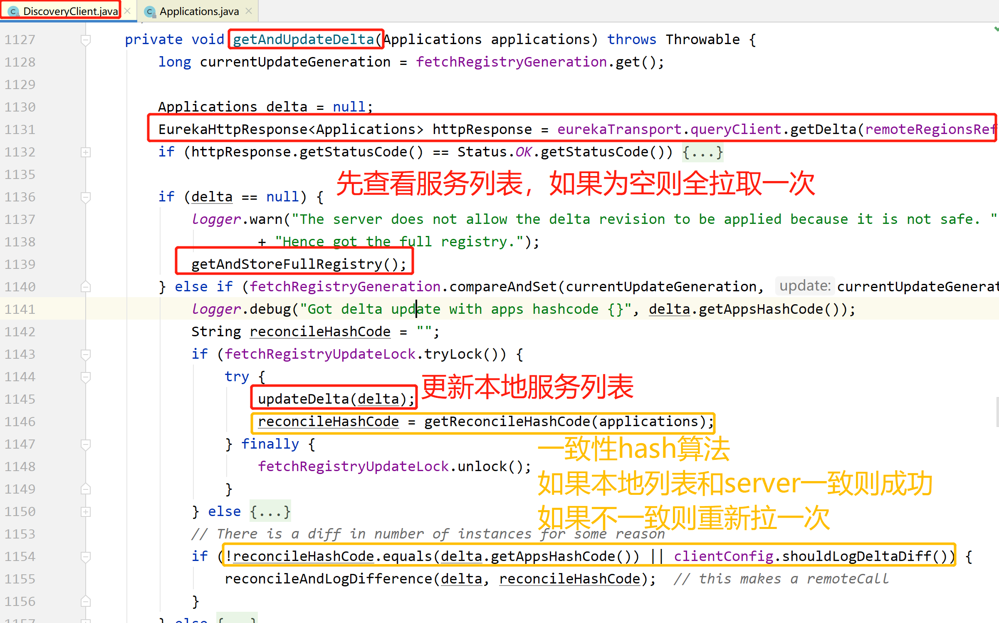 DiscoveryClient.java Applications.java
1127 private void getAndUpdateDelta(Applications applications) throws Throwable {
1128 long currentUpdateGeneration = fetchRegistryGeneration.get();
1129
1130 Applications delta = null;
1131 EurekaHttpResponse<Applications> httpResponse = eurekaTransport.queryClient.getDelta(remoteRegionsRef
1132 if (httpResponse.getStatusCode() == Status.OK.getStatusCode()) {...}
1135
先查看服务列表，如果为空则全拉取一次
1136 if (delta == null) {
1137 logger.warn("The server does not allow the delta revision to be applied because it is not safe. "
1138 + "Hence got the full registry.");
1139 getAndStoreFullRegistry();
1140 } else if (fetchRegistryGeneration.compareAndSet(currentUpdateGeneration, update: currentUpdateGenerat
1141 logger.debug("Got delta update with apps hashcode {}", delta.getAppsHashCode());
1142 String reconcileHashCode = "";
1143 if (fetchRegistryUpdateLock.tryLock()) {
1144 try {
更新本地服务列表
1145 updateDelta(delta);
1146 reconcileHashCode = getReconcileHashCode(applications);
1147 } finally {
一致性hash算法
1148 fetchRegistryUpdateLock.unlock();
如果本地列表和server一致则成功
1149 }
1150 } else {...}
如果不一致则重新拉一次
1153 // There is a diff in number of instances for some reason
1154 if (!reconcileHashCode.equals(delta.getAppsHashCode()) || clientConfig.shouldLogDeltaDiff()) {
1155 reconcileAndLogDifference(delta, reconcileHashCode); // this makes a remoteCall
1156 }
1157 } else {...}